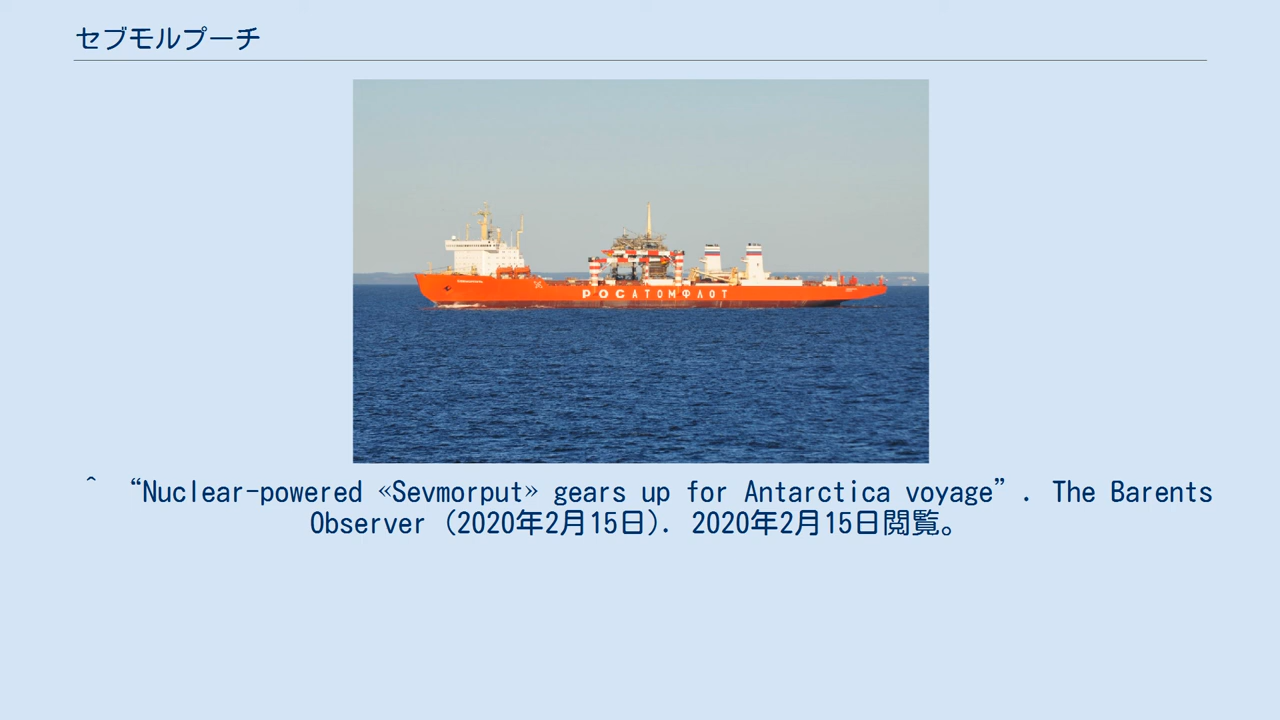 セブモルプーチ
РОСАТОМФЛОТ
^ “Nuclear-powered «Sevmorput» gears up for Antarctica voyage”. The Barents
Observer (2020年2月15日). 2020年2月15日閲覧。